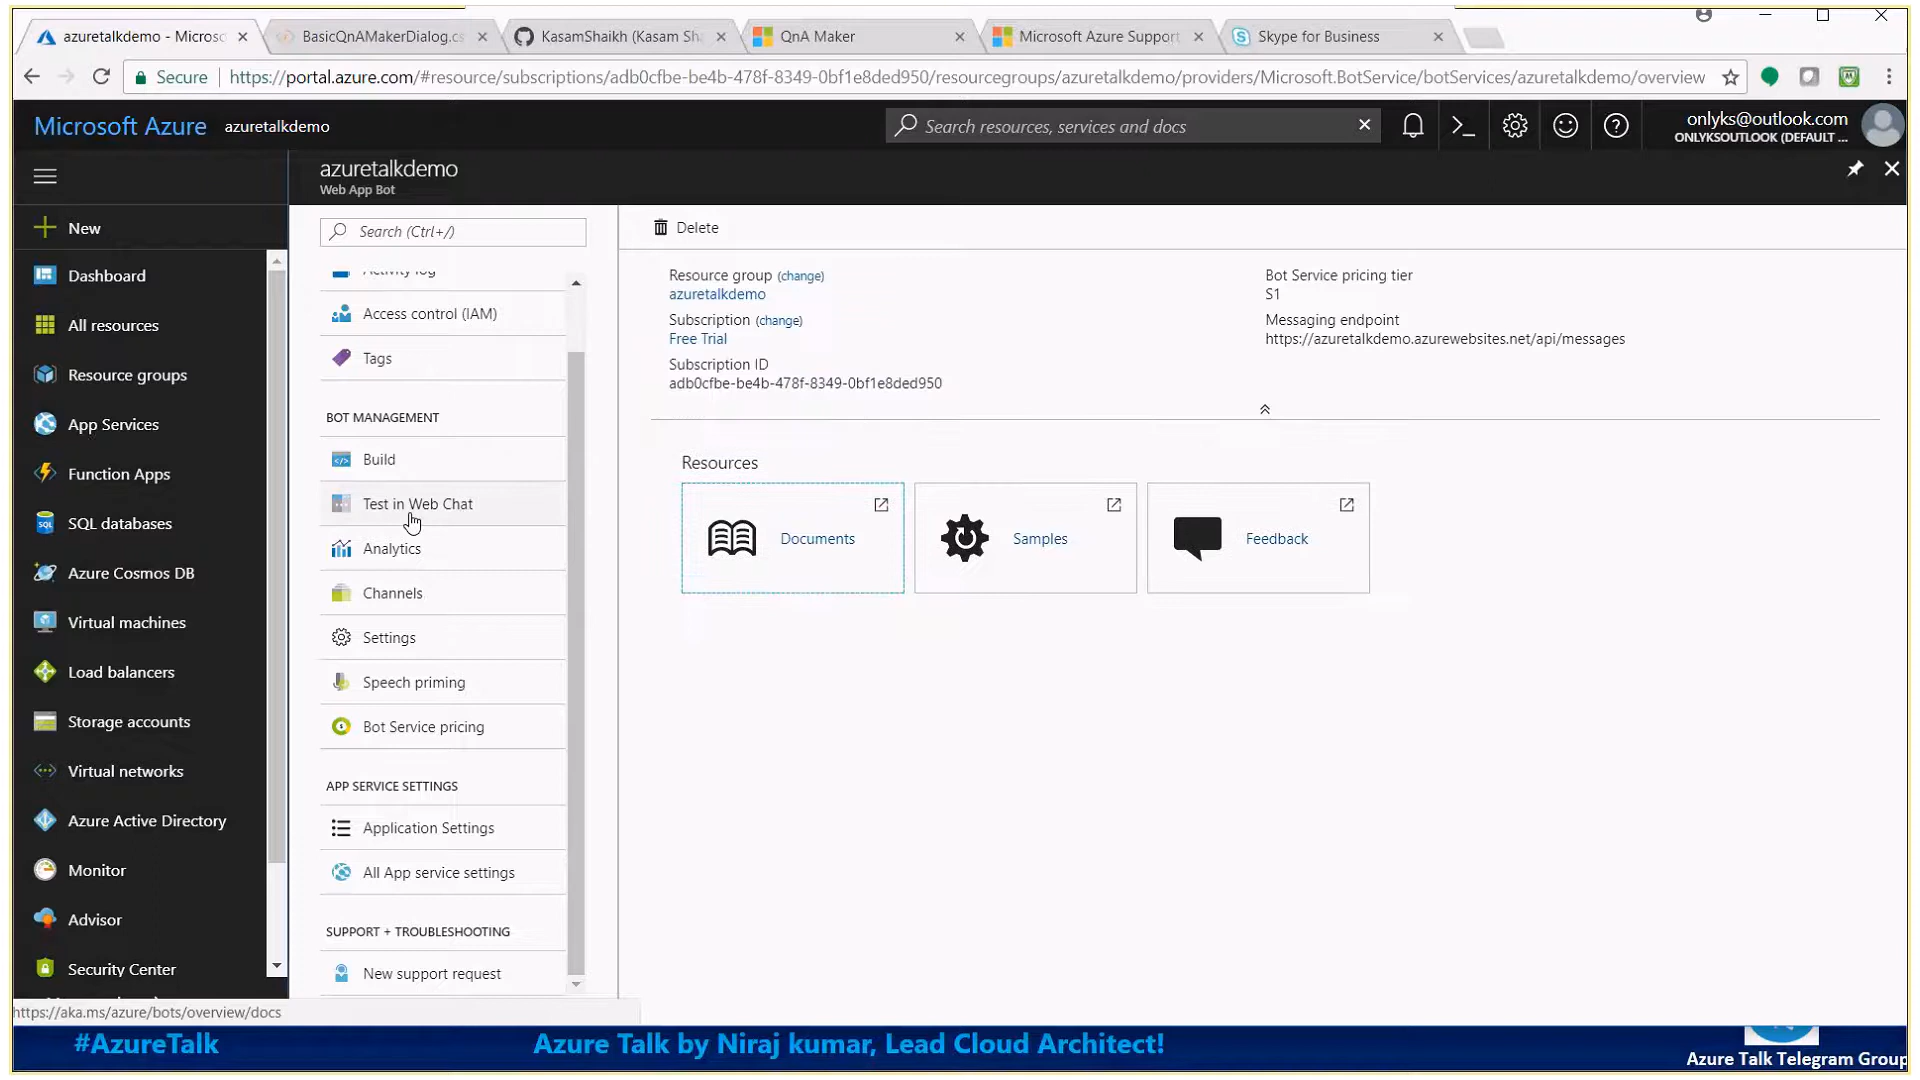 azuretalkdemo - Microsc
BasicQnAMakerDialog.cs
KasamShaikh (Kasam Sha
QnA Maker
Microsoft Azure Support
Skype for Business
Secure
https://portal.azure.com/#resource/subscriptions/adb0cfbe-be4b-478f-8349-0bf1e8ded950/resourcegroups/azuretalkdemo/providers/Microsoft.BotService/botServices/azuretalkdemo/overview
Microsoft Azure azuretalkdemo
Search resources, services and docs
onlyks@outlook.com
ONLYKSOUTLOOK (DEFAULT ...
azuretalkdemo
Web App Bot
New
Dashboard
All resources
Resource groups
App Services
Function Apps
SQL databases
Azure Cosmos DB
Virtual machines
Load balancers
Storage accounts
Virtual networks
Azure Active Directory
Monitor
Advisor
Security Center
Search (Ctrl+/)
Activity log
Access control (IAM)
Tags
BOT MANAGEMENT
Build
Test in Web Chat
Analytics
Channels
Settings
Speech priming
Bot Service pricing
APP SERVICE SETTINGS
Application Settings
All App service settings
SUPPORT + TROUBLESHOOTING
New support request
Delete
Resource group (change)
azuretalkdemo
Subscription (change)
Free Trial
Subscription ID
adb0cfbe-be4b-478f-8349-0bf1e8ded950
Bot Service pricing tier
S1
Messaging endpoint
https://azuretalkdemo.azurewebsites.net/api/messages
Resources
Documents
Samples
Feedback
https://aka.ms/azure/bots/overview/docs
#AzureTalk
Azure Talk by Niraj kumar, Lead Cloud Architect!
Azure Talk Telegram Group